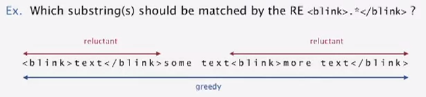 Ex. Which substring(s) should be matched by the RE <blink>.*</blink> ?
reluctant reluctant
<blink>text</blink>some text<blink>more text</blink>
greedy